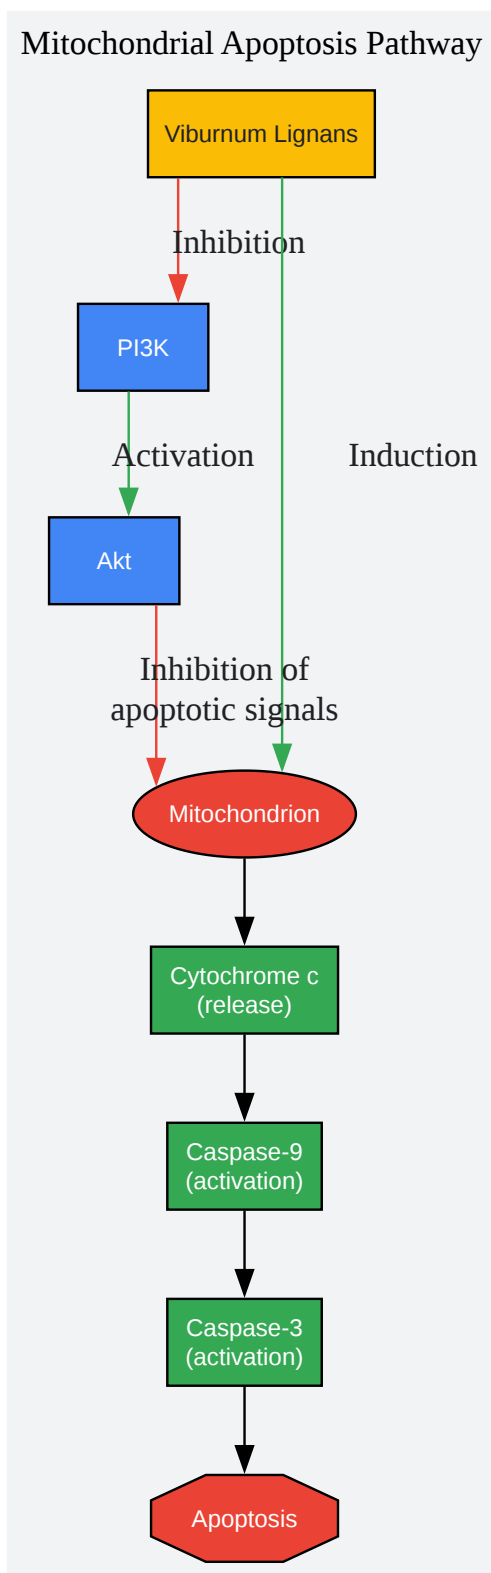 Mitochondrial Apoptosis Pathway
Viburnum Lignans
Inhibition
PI3K
Activation
Induction
Akt
Inhibition of
apoptotic signals
Mitochondrion
Cytochrome c
(release)
Caspase-9
(activation)
Caspase-3
(activation)
Apoptosis